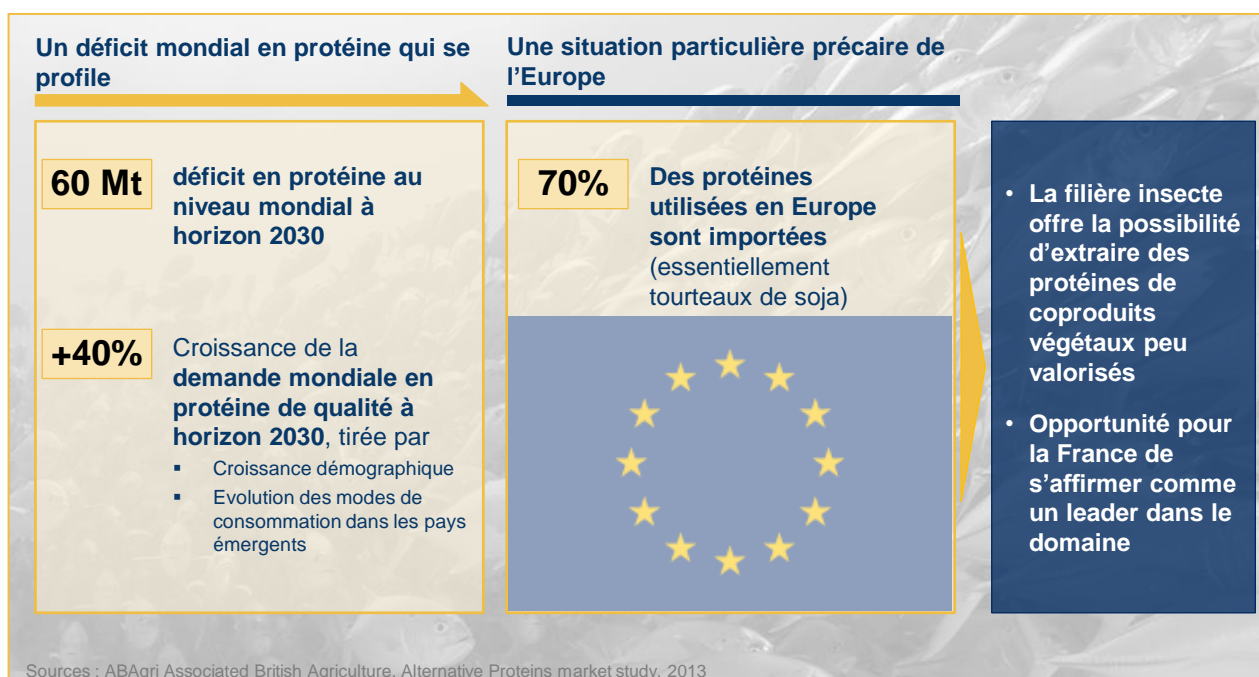 Un déficit mondial en protéine qui se
profile
Une situation particulière précaire de
l'Europe
60 Mt
déficit en protéine au
niveau mondial à
horizon 2030
+40%
Croissance de la
demande mondiale en
protéine de qualité à
horizon 2030, tirée par
▪ Croissance démographique
▪ Evolution des modes de
consommation dans les pays
émergents
70%
Des protéines
utilisées en Europe
sont importées
(essentiellement
tourteaux de soja)
• La filière insecte
offre la possibilité
d'extraire des
protéines de
coproduits
végétaux peu
valorisés
• Opportunité pour
la France de
s'affirmer comme
un leader dans le
domaine
Sources : ABAgri Associated British Agriculture, Alternative Proteins market study, 2013